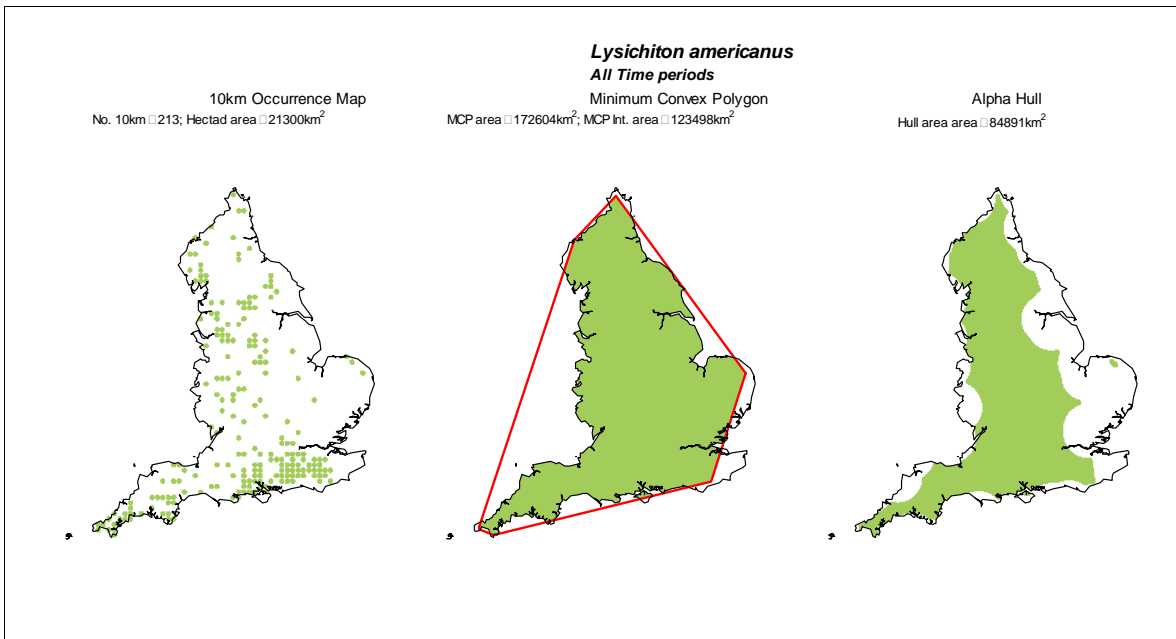 Lysichiton americanus
All Time periods
10km Occurrence Map
No. 10km □213; Hectad area □21300km²
Minimum Convex Polygon
MCP area □172604km²; MCP Int. area □123498km²
Alpha Hull
Hull area area □84891km²